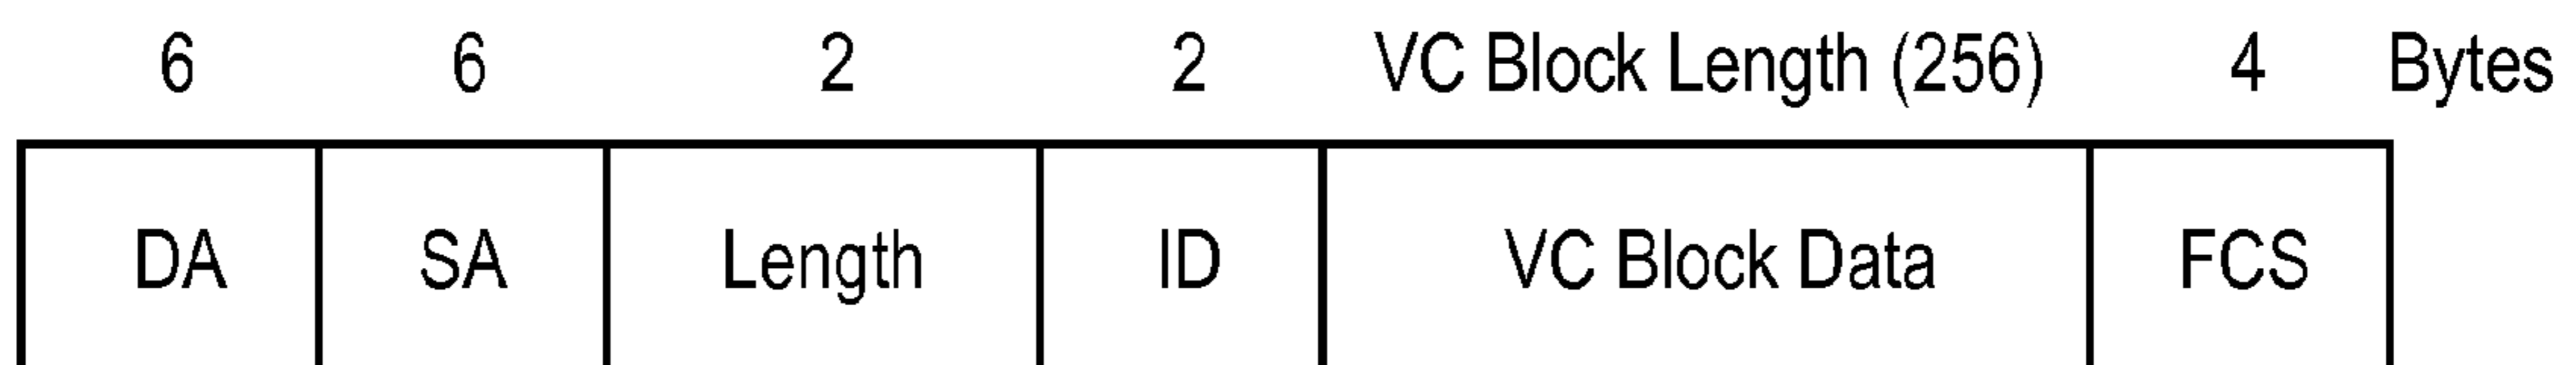 6 6 2 2 VC Block Length (256) 4 Bytes
DA SA Length ID VC Block Data FCS